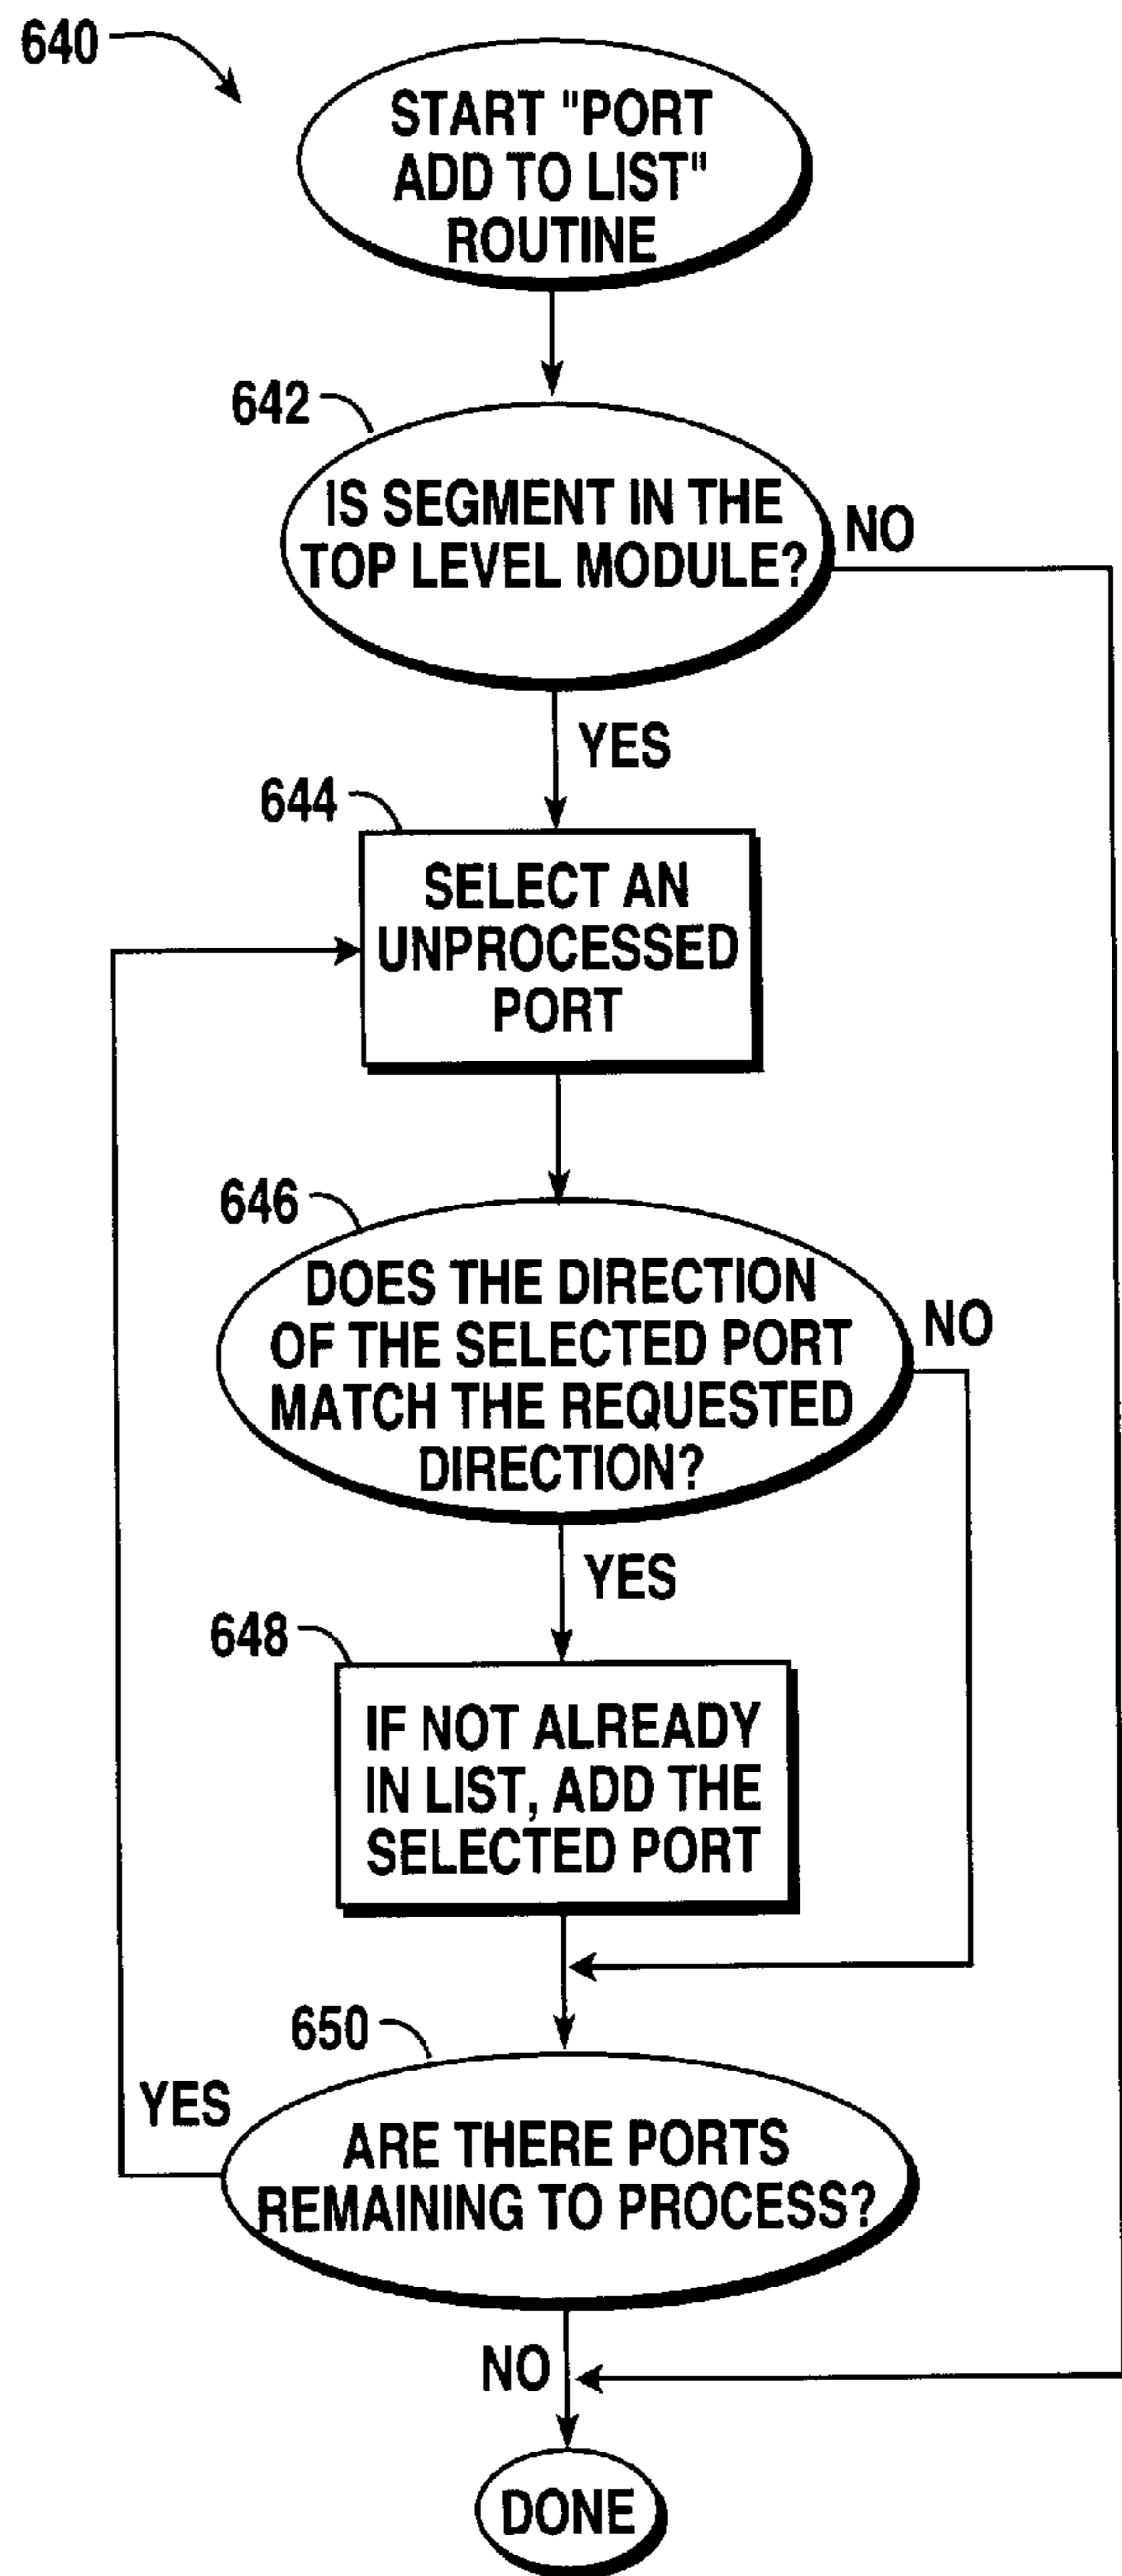 640
START "PORT
ADD TO LIST"
ROUTINE
642
IS SEGMENT IN THE
TOP LEVEL MODULE?
NO
YES
644
SELECT AN
UNPROCESSED
PORT
646
DOES THE DIRECTION
OF THE SELECTED PORT
MATCH THE REQUESTED
DIRECTION?
NO
YES
648
IF NOT ALREADY
IN LIST, ADD THE
SELECTED PORT
650
YES
ARE THERE PORTS
REMAINING TO PROCESS?
NO
DONE